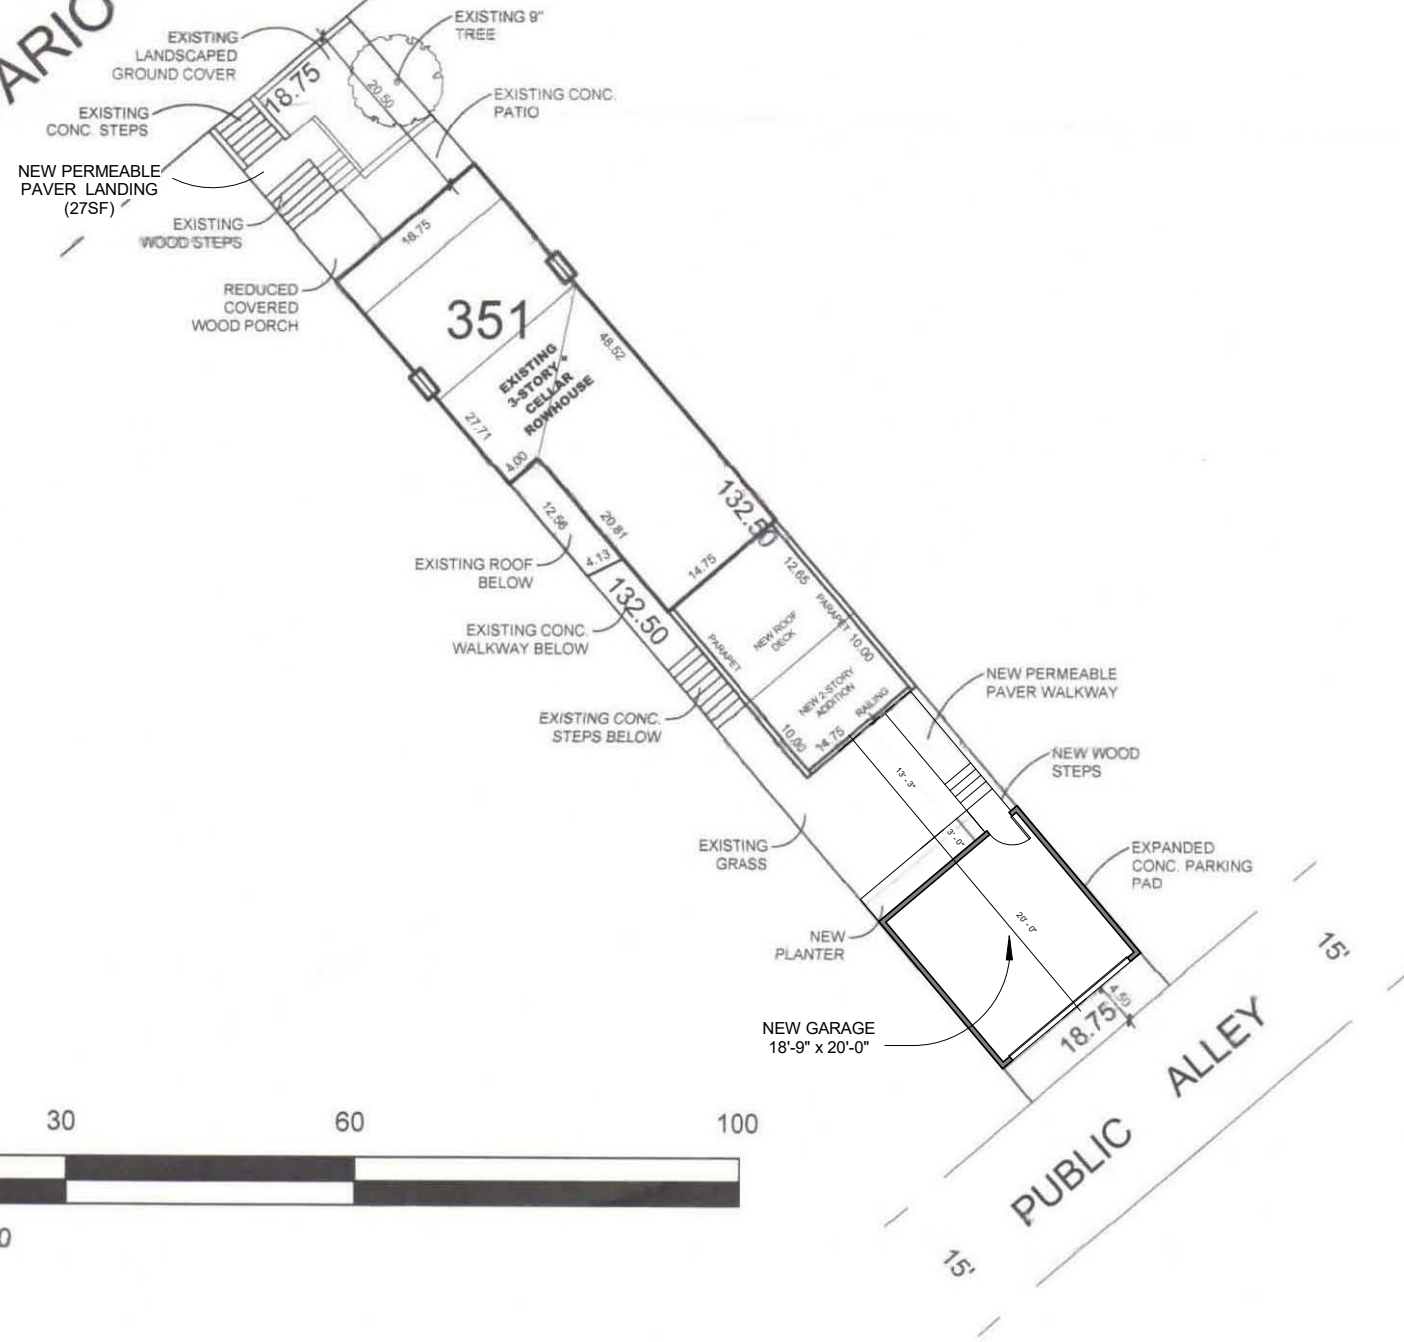 ARIO
EXISTING
LANDSCAPED
GROUND COVER
EXISTING 9"
TREE
18.75
20.50
EXISTING
CONC. STEPS
EXISTING CONC.
PATIO
NEW PERMEABLE
PAVER LANDING
(27SF)
EXISTING
WOOD STEPS
18.75
REDUCED
COVERED
WOOD PORCH
351
EXISTING
3-STORY +
CELLAR
ROWHOUSE
48.52
27.71
4.00
132.50
12.56
20.81
4.13
14.75
12.65
EXISTING ROOF
BELOW
132.50
PARAPET
NEW ROOF
DECK
PARAPET
10.00
EXISTING CONC.
WALKWAY BELOW
NEW 2-STORY
ADDITION
RAILING
NEW PERMEABLE
PAVER WALKWAY
EXISTING CONC.
STEPS BELOW
10.00
14.75
13'-3"
NEW WOOD
STEPS
EXISTING
GRASS
3'-0"
EXPANDED
CONC. PARKING
PAD
20'-0"
NEW
PLANTER
15'
4.50
18.75
NEW GARAGE
18'-9" x 20'-0"
PUBLIC ALLEY
15'
30 60 100
0